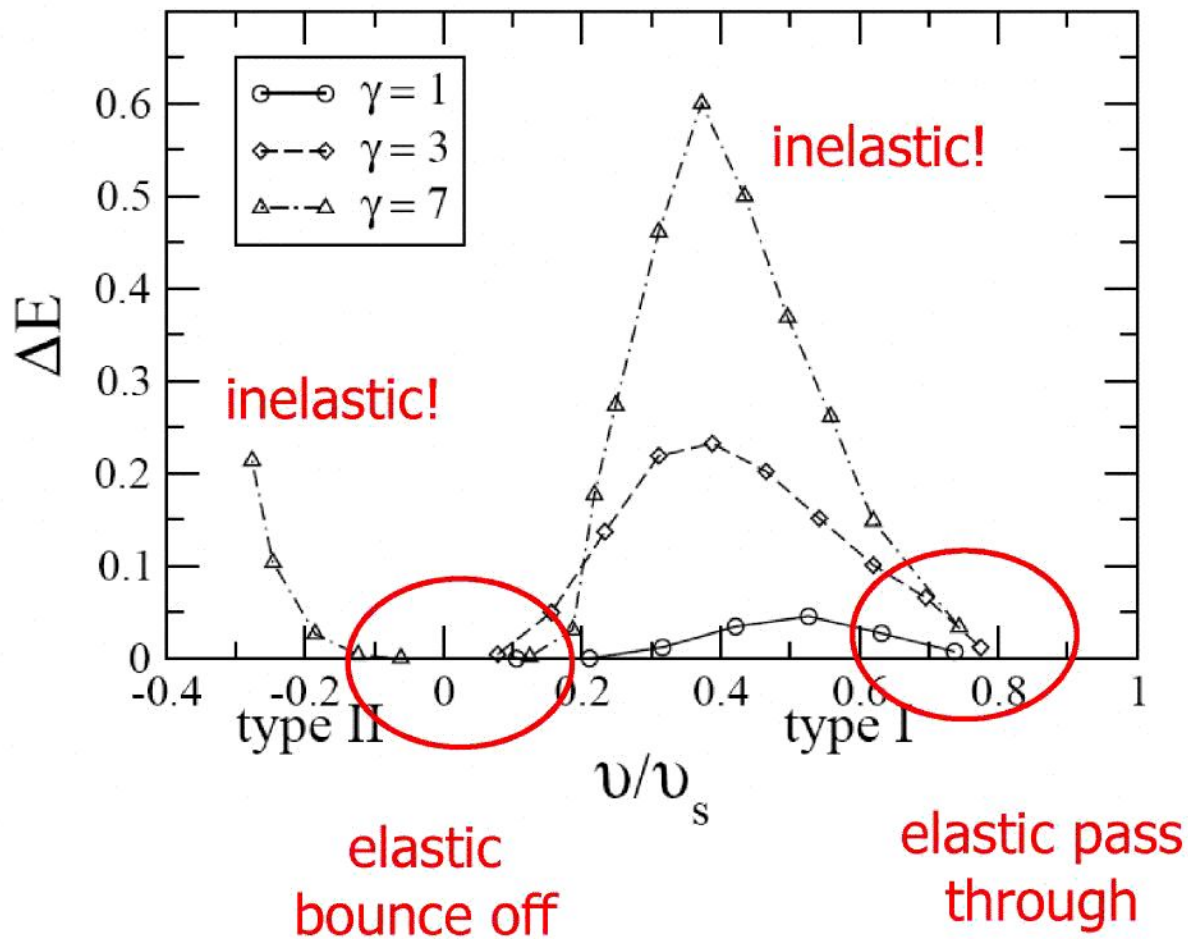 γ = 1
γ = 3
γ = 7
inelastic!
inelastic!
ΔE
0.6
0.5
0.4
0.3
0.2
0.1
0
-0.4 -0.2 0 0.2 0.4 0.6 0.8 1
type II type I
υ/υs
elastic
bounce off
elastic pass
through